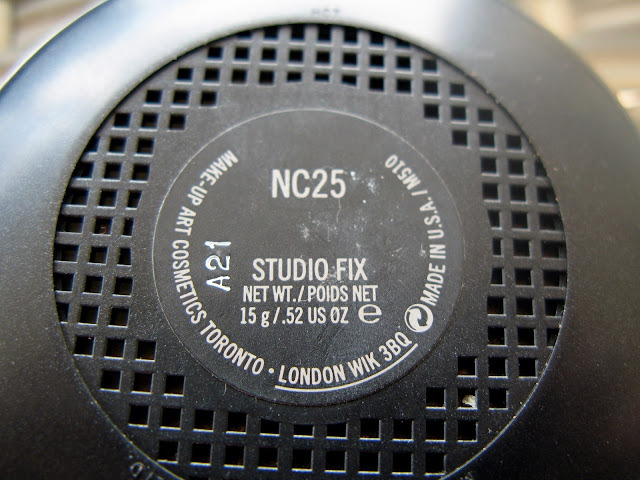 NC25
A21
STUDIO FIX
NET WT./POIDS NET
15 g/.52 US OZ e
MAKE-UP ART COSMETICS TORONTO • LONDON WIK 3BQ
MADE IN U.S.A./M510